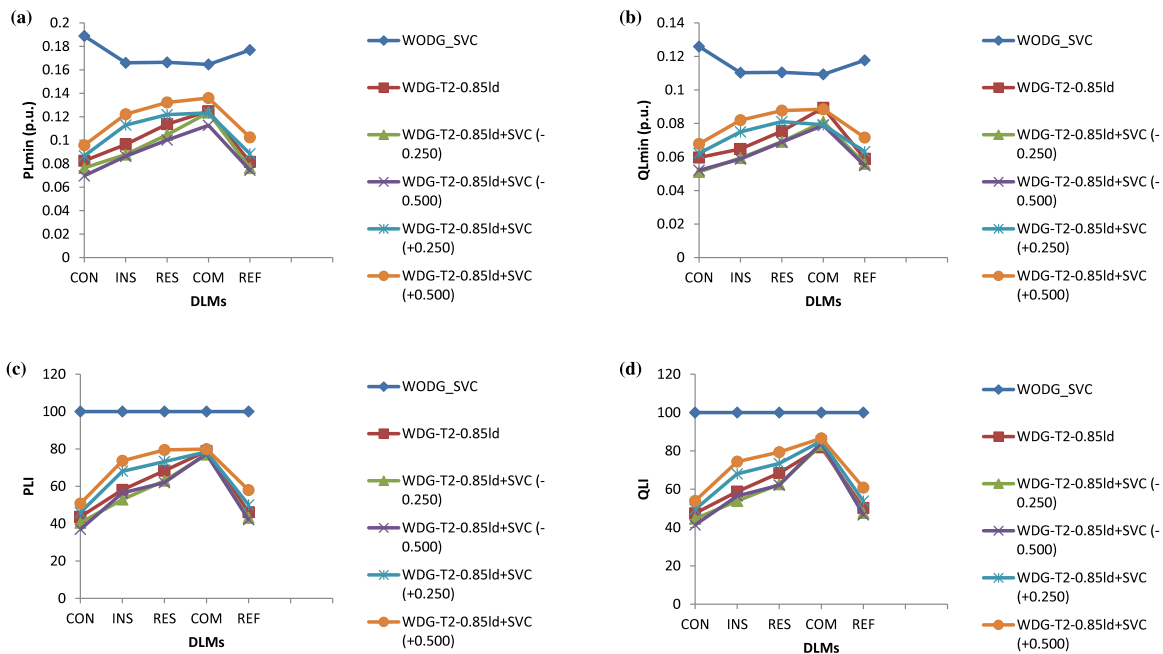 (a)
PLmin (p.u.)
0.2
0.18
0.16
0.14
0.12
0.1
0.08
0.06
0.04
0.02
0
CON INS RES COM REF
DLMs
WODG_SVC
WDG-T2-0.85ld
WDG-T2-0.85ld+SVC (-
0.250)
WDG-T2-0.85ld+SVC (-
0.500)
WDG-T2-0.85ld+SVC
(+0.250)
WDG-T2-0.85ld+SVC
(+0.500)
(b)
QLmin (p.u.)
0.14
0.12
0.1
0.08
0.06
0.04
0.02
0
CON INS RES COM REF
DLMs
WODG_SVC
WDG-T2-0.85ld
WDG-T2-0.85ld+SVC (-
0.250)
WDG-T2-0.85ld+SVC (-
0.500)
WDG-T2-0.85ld+SVC
(+0.250)
WDG-T2-0.85ld+SVC
(+0.500)
(c)
PLI
120
100
80
60
40
20
0
CON INS RES COM REF
DLMs
WODG_SVC
WDG-T2-0.85ld
WDG-T2-0.85ld+SVC (-
0.250)
WDG-T2-0.85ld+SVC (-
0.500)
WDG-T2-0.85ld+SVC
(+0.250)
WDG-T2-0.85ld+SVC
(+0.500)
(d)
QLI
120
100
80
60
40
20
0
CON INS RES COM REF
DLMs
WODG_SVC
WDG-T2-0.85ld
WDG-T2-0.85ld+SVC (-
0.250)
WDG-T2-0.85ld+SVC (-
0.500)
WDG-T2-0.85ld+SVC
(+0.250)
WDG-T2-0.85ld+SVC
(+0.500)